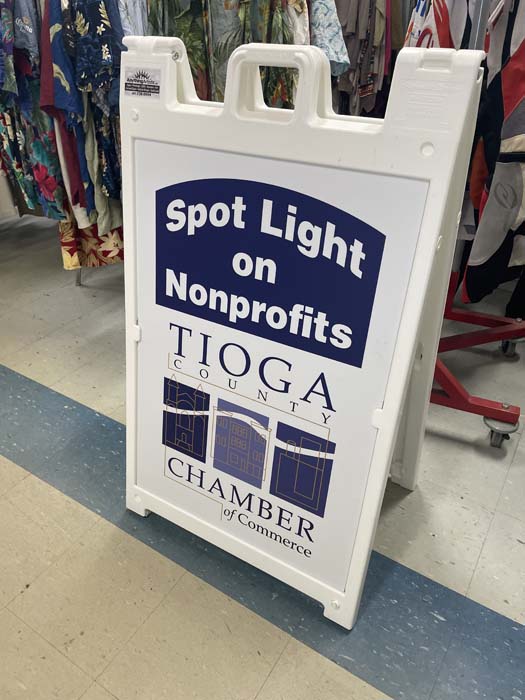 Spot Light
on
Nonprofits
TIOGA
COUNTY
CHAMBER
of Commerce